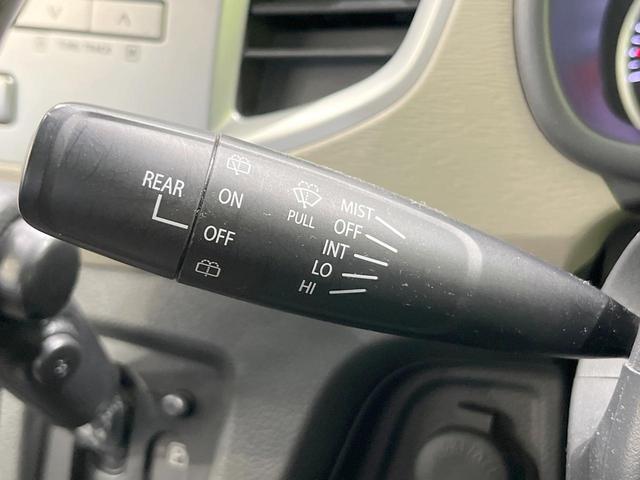 REAR
ON
OFF
PULL
MIST
OFF
INT
LO
HI